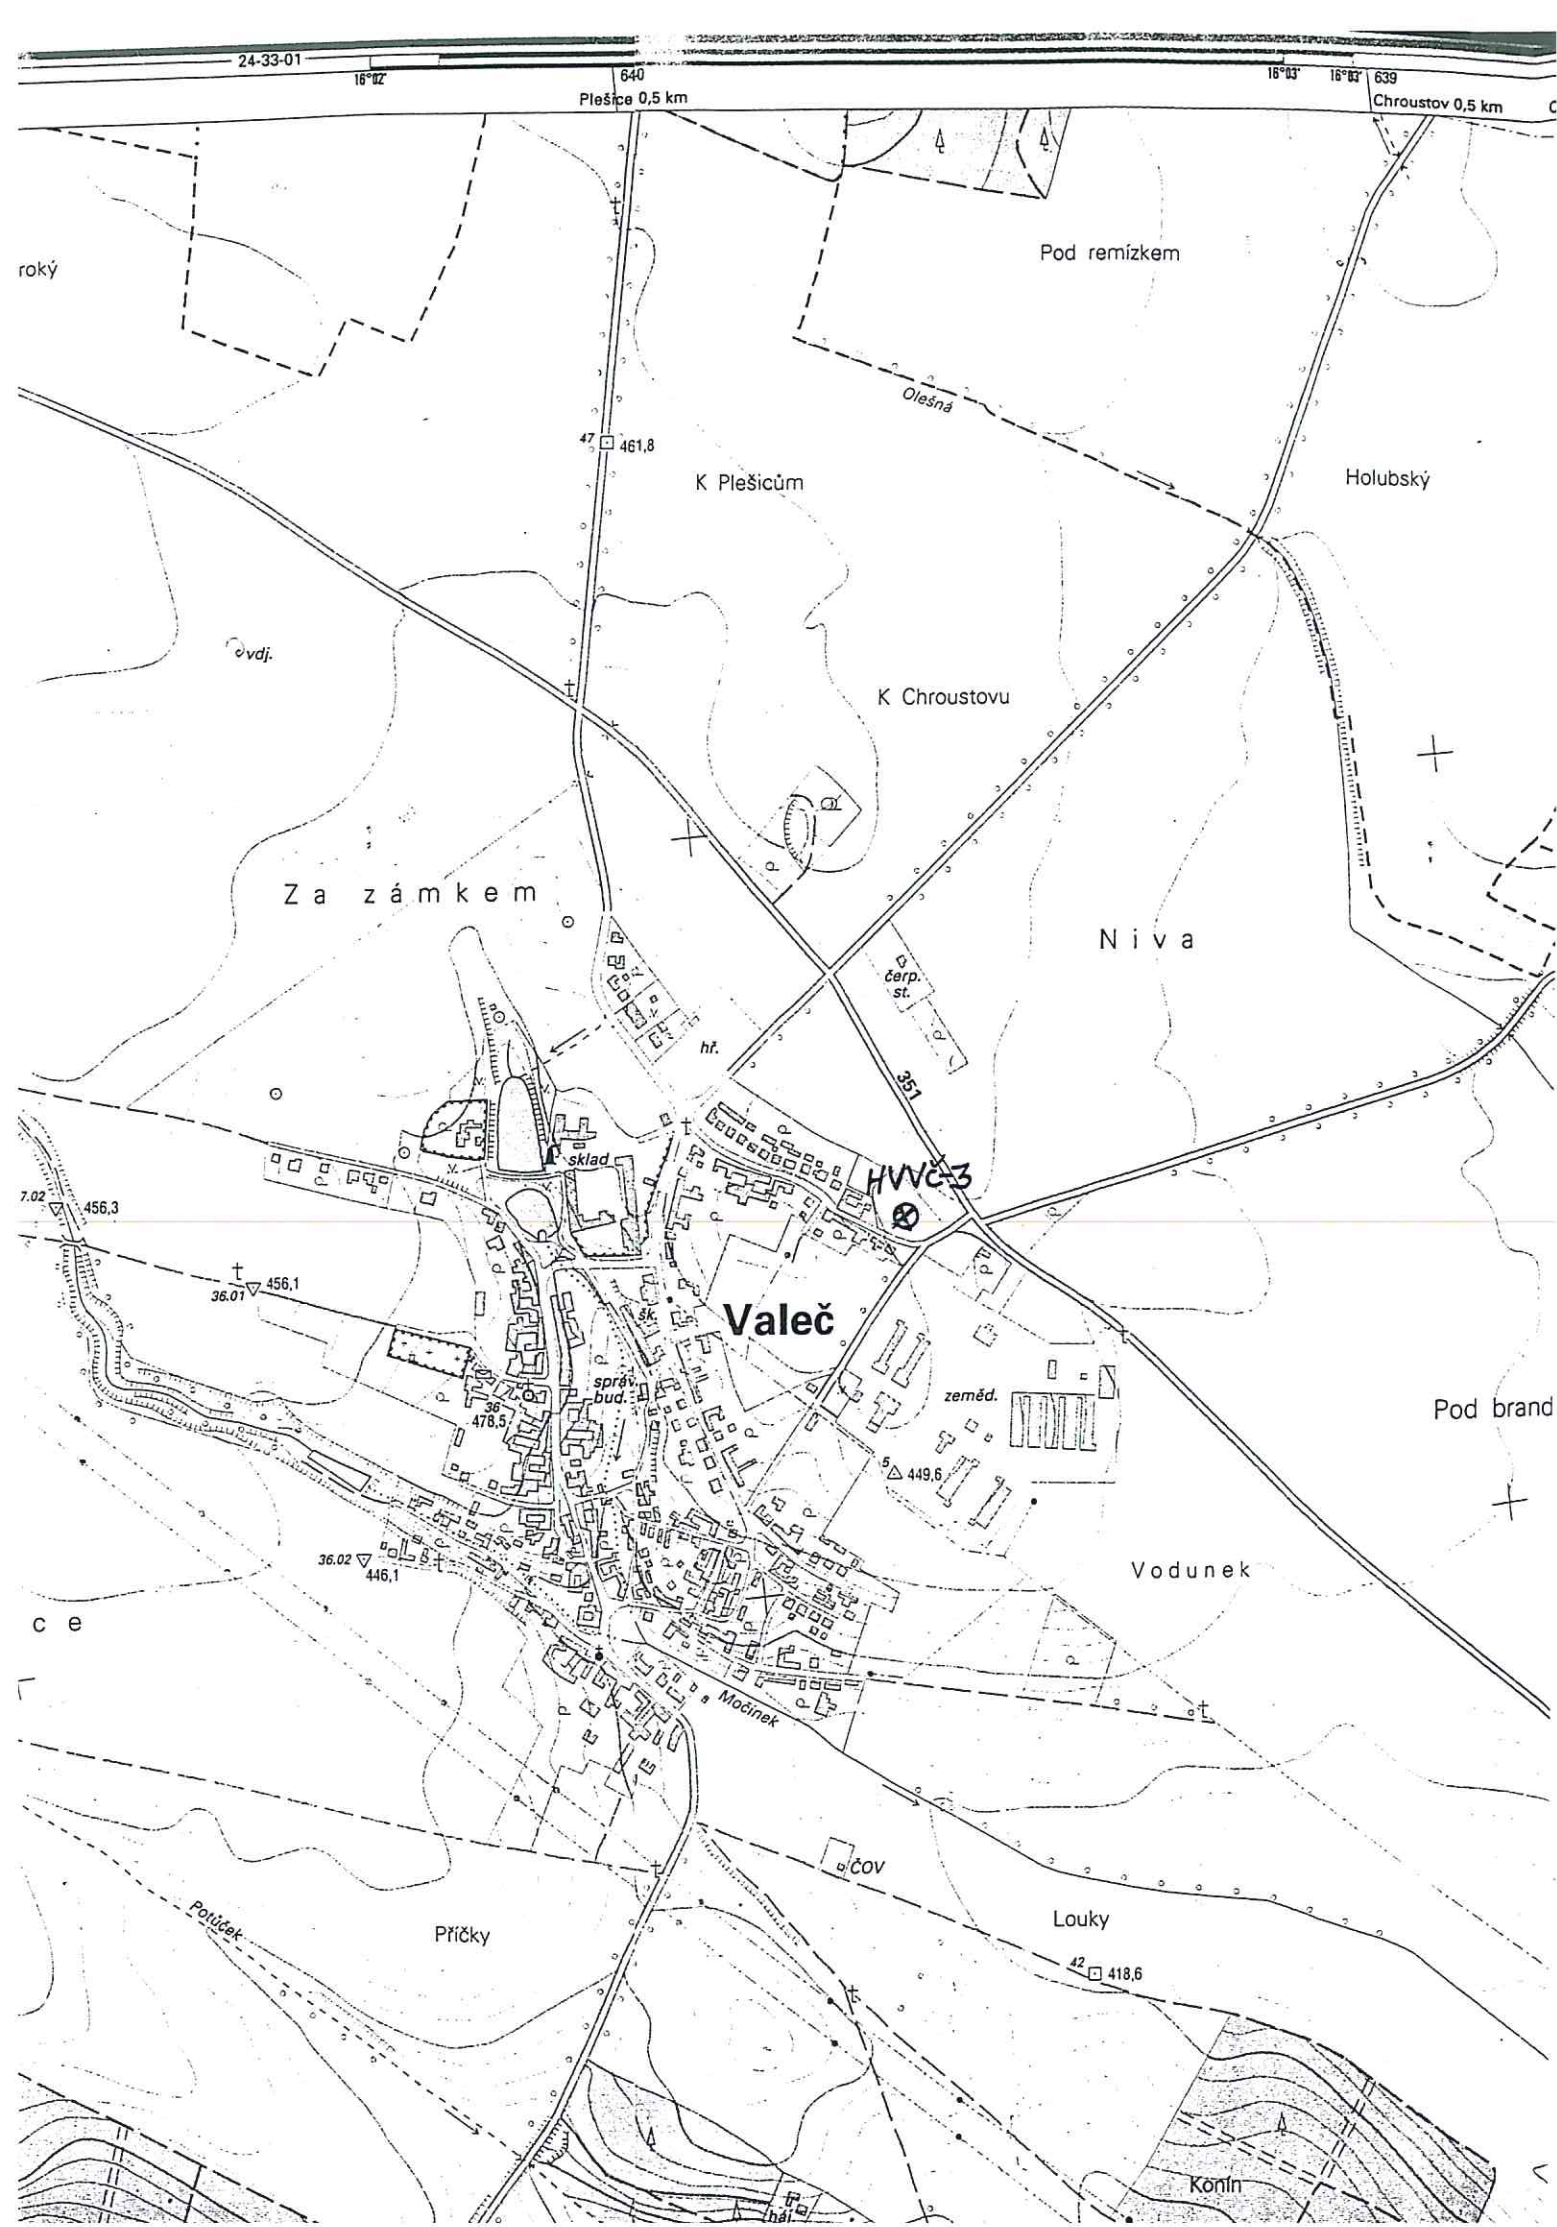 24-33-01
16°02'
640
16°03'
16°03'
639
Plešice 0,5 km
Chroustov 0,5 km
roký
Pod remízkem
Olešná
47
461,8
K Plešicům
Holubský
vdj.
K Chroustovu
Za zámkem
Niva
čerp.
st.
hř.
351
sklad
HVVč-3
7.02
456,3
36.01
456,1
šk.
Valeč
správ.
bud.
36
478,5
zeměd.
Pod brand
5
449,6
36.02
446,1
Vodunek
c e
Močínek
ČOV
Potůček
Příčky
Louky
42
418,6
Konín
háj.